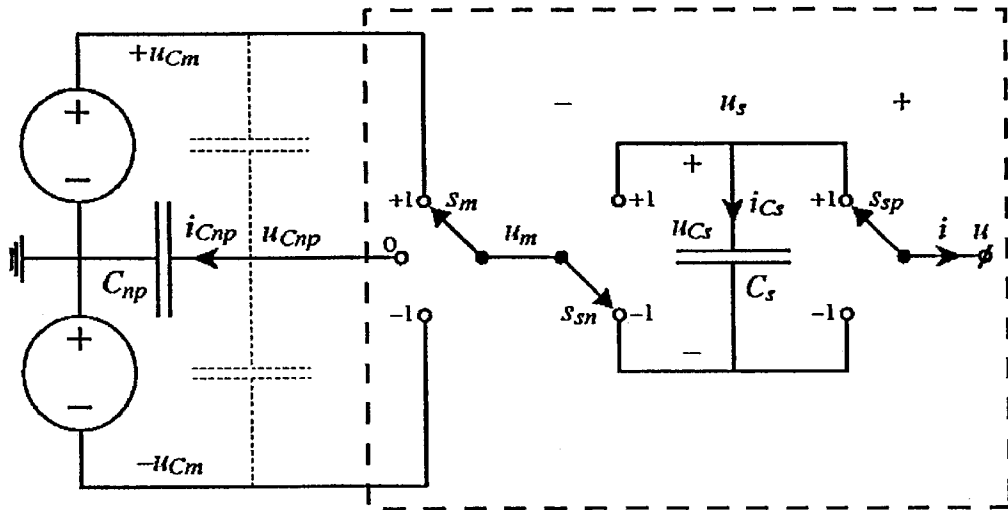 +uCm
− us +
+
−
+1 sm
+
+1
iCs
+1 ssp
iCnp
uCnp
0
um
uCs
i u
Cnp
Cs
−1
ssn
−1
−1
+
−
−
−uCm